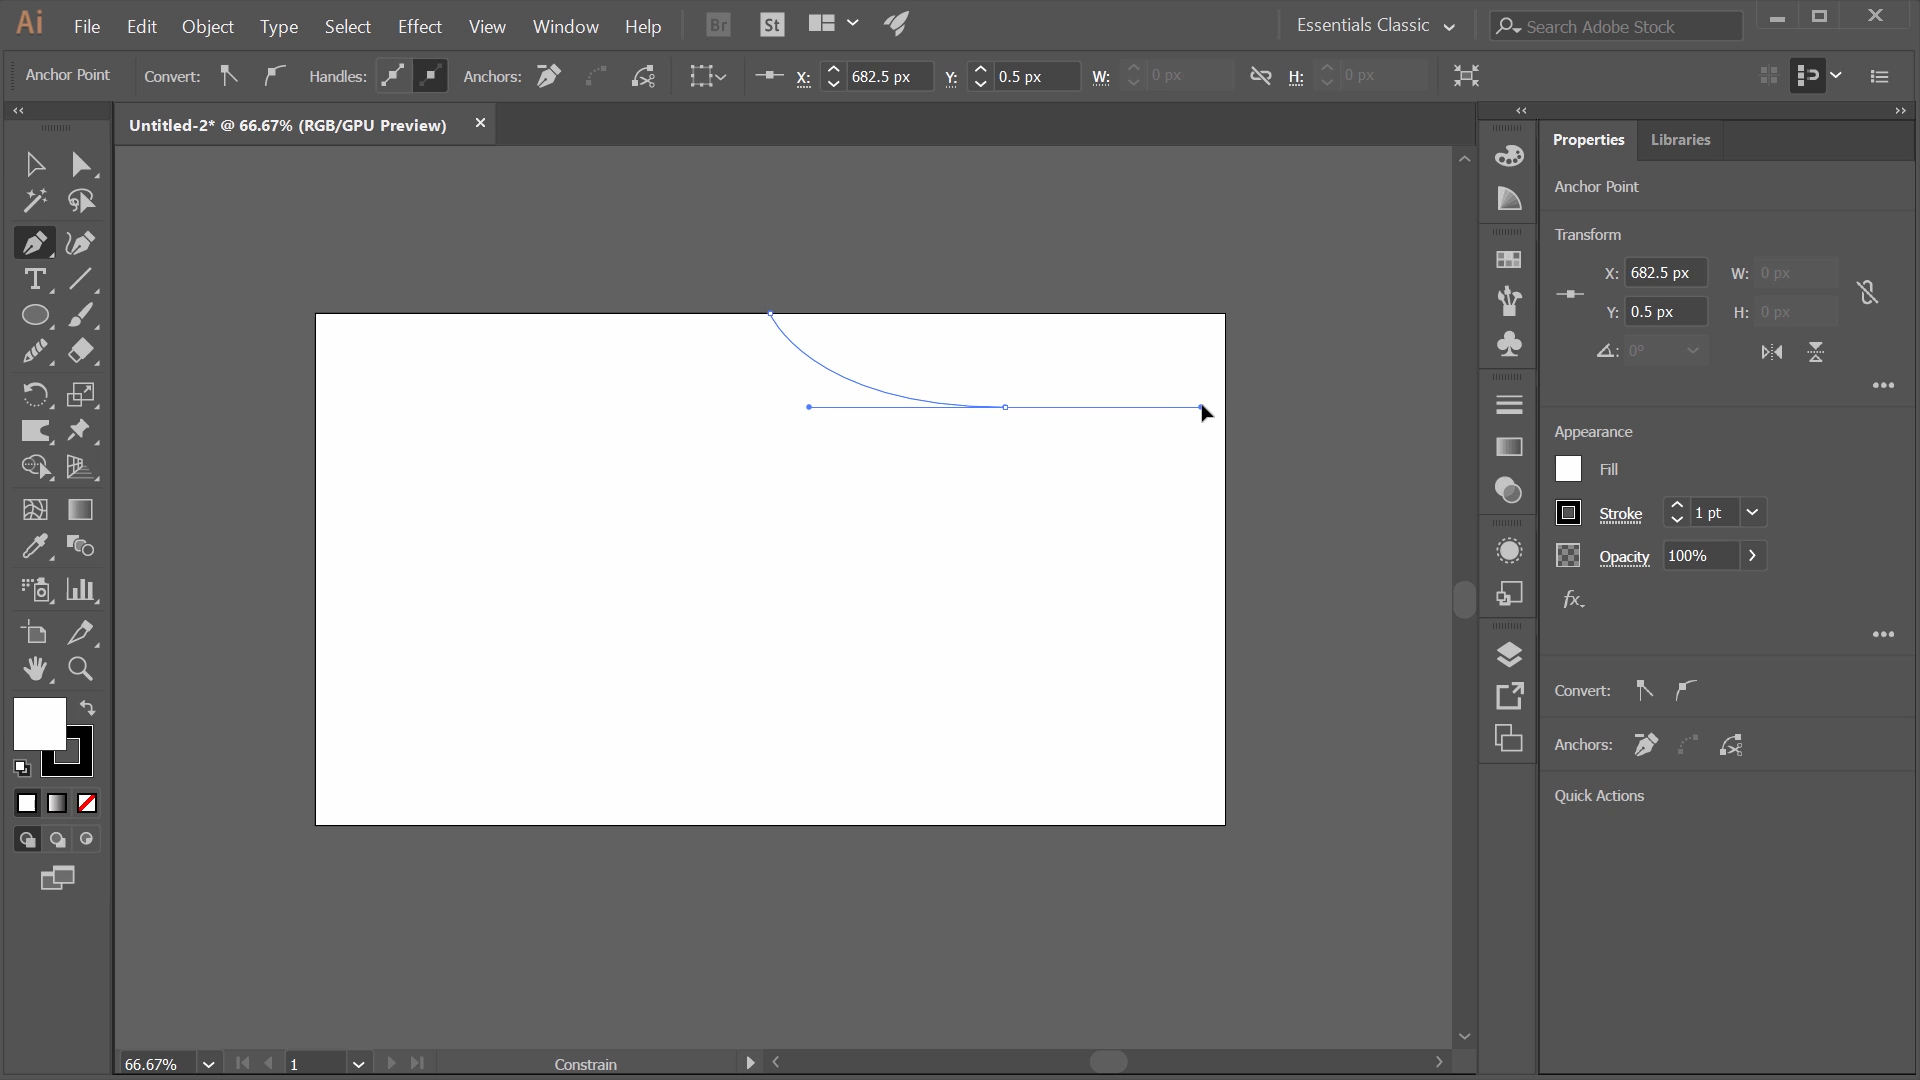 Ai File Edit Object Type Select Effect View Window Help Br St Essentials Classic Search Adobe Stock
Anchor Point Convert: Handles: Anchors: X: 682.5 px Y: 0.5 px W: 0 px H: 0 px
Untitled-2* @ 66.67% (RGB/GPU Preview)
Properties Libraries
Anchor Point
Transform
X: 682.5 px W: 0 px
Y: 0.5 px H: 0 px
0°
Appearance
Fill
Stroke 1 pt
Opacity 100%
fx
Convert:
Anchors:
Quick Actions
66.67% 1 Constrain